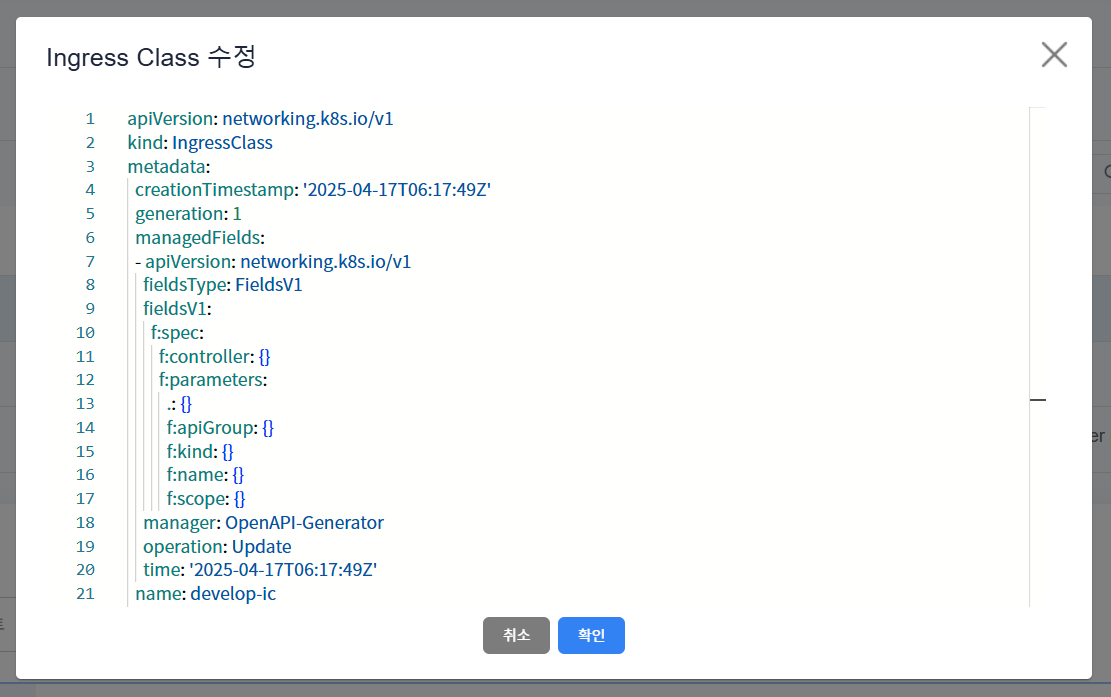 Ingress Class 수정
1 apiVersion: networking.k8s.io/v1
2 kind: IngressClass
3 metadata:
4 creationTimestamp: '2025-04-17T06:17:49Z'
5 generation: 1
6 managedFields:
7 - apiVersion: networking.k8s.io/v1
8 fieldsType: FieldsV1
9 fieldsV1:
10 f:spec:
11 f:controller: {}
12 f:parameters:
13 .: {}
14 f:apiGroup: {}
15 f:kind: {}
16 f:name: {}
17 f:scope: {}
18 manager: OpenAPI-Generator
19 operation: Update
20 time: '2025-04-17T06:17:49Z'
21 name: develop-ic
er
취소 확인